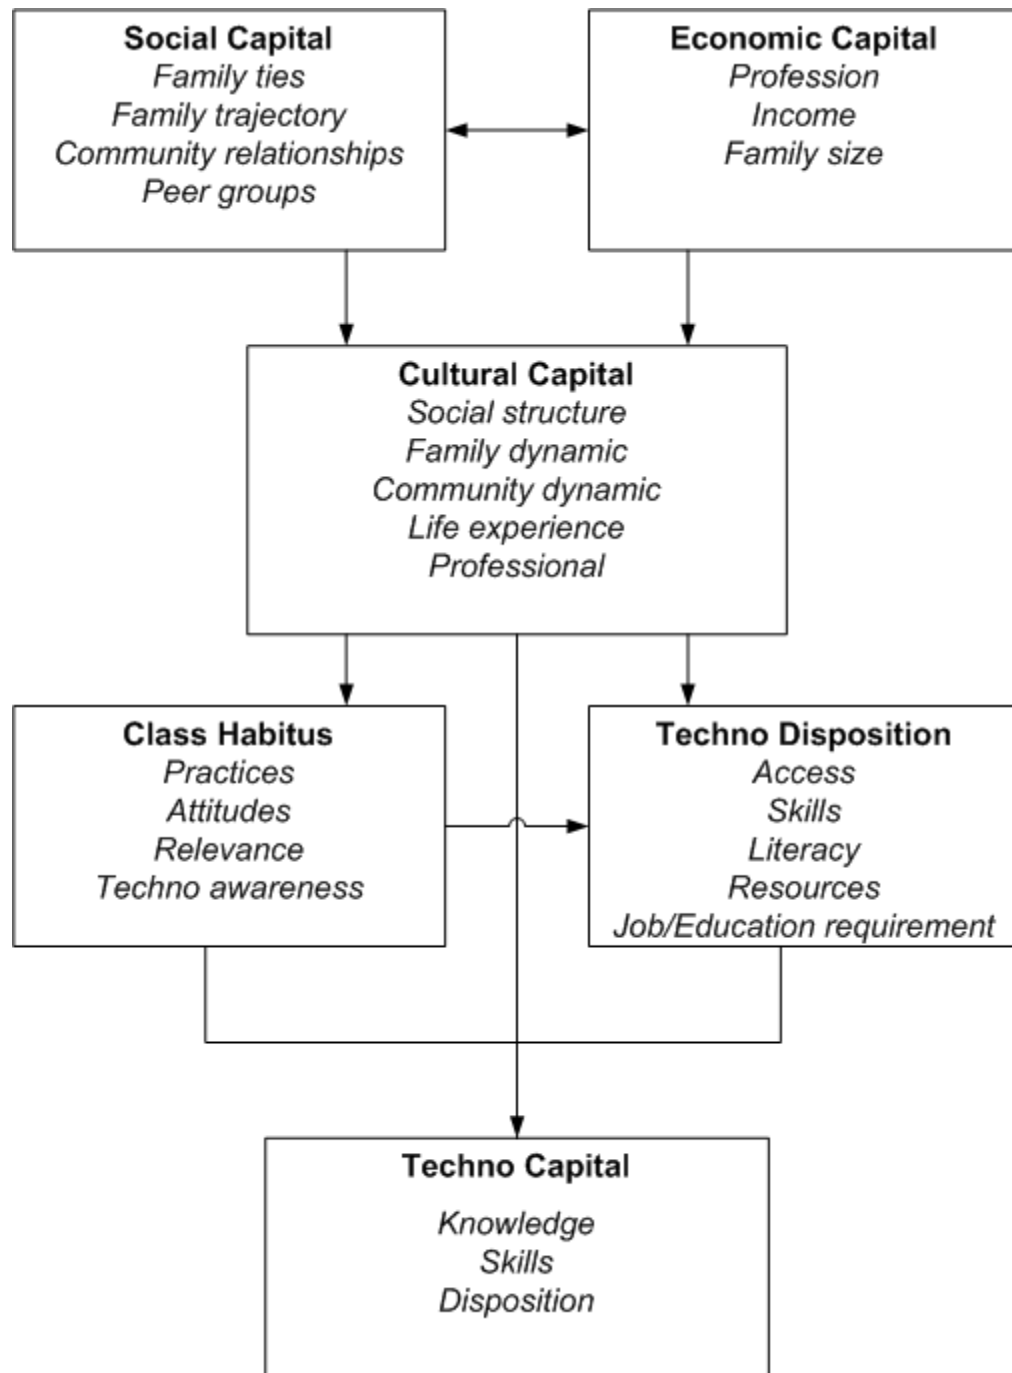 Social Capital
Family ties
Family trajectory
Community relationships
Peer groups
Economic Capital
Profession
Income
Family size
Cultural Capital
Social structure
Family dynamic
Community dynamic
Life experience
Professional
Class Habitus
Practices
Attitudes
Relevance
Techno awareness
Techno Disposition
Access
Skills
Literacy
Resources
Job/Education requirement
Techno Capital
Knowledge
Skills
Disposition